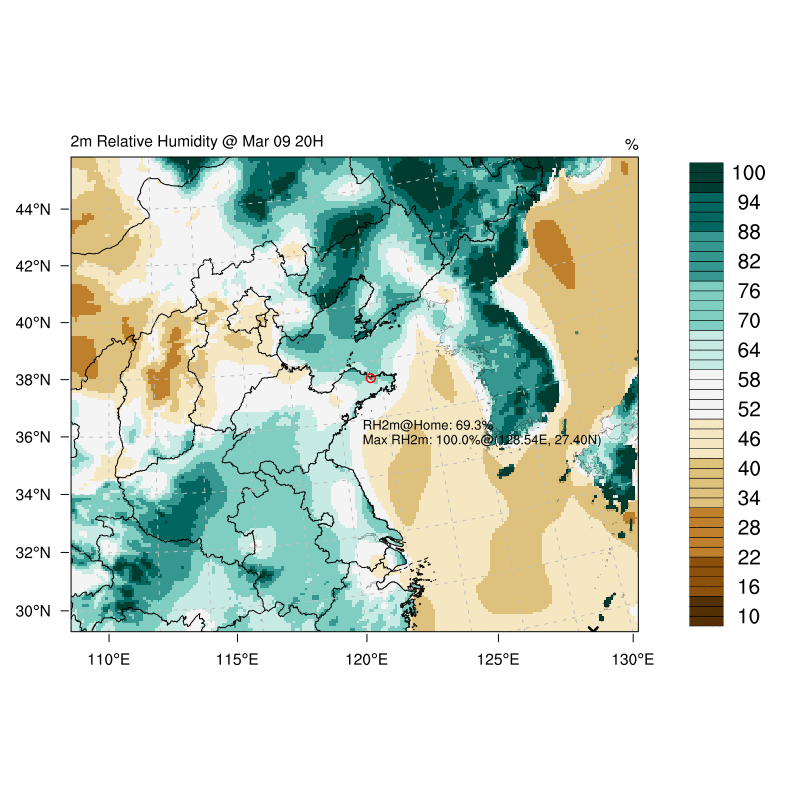 2m Relative Humidity @ Mar 09 20H
%
44°N
42°N
40°N
38°N
36°N
34°N
32°N
30°N
110°E
115°E
120°E
125°E
130°E
RH2m@Home: 69.3%
Max RH2m: 100.0%@(128.54E, 27.40N)
100
94
88
82
76
70
64
58
52
46
40
34
28
22
16
10